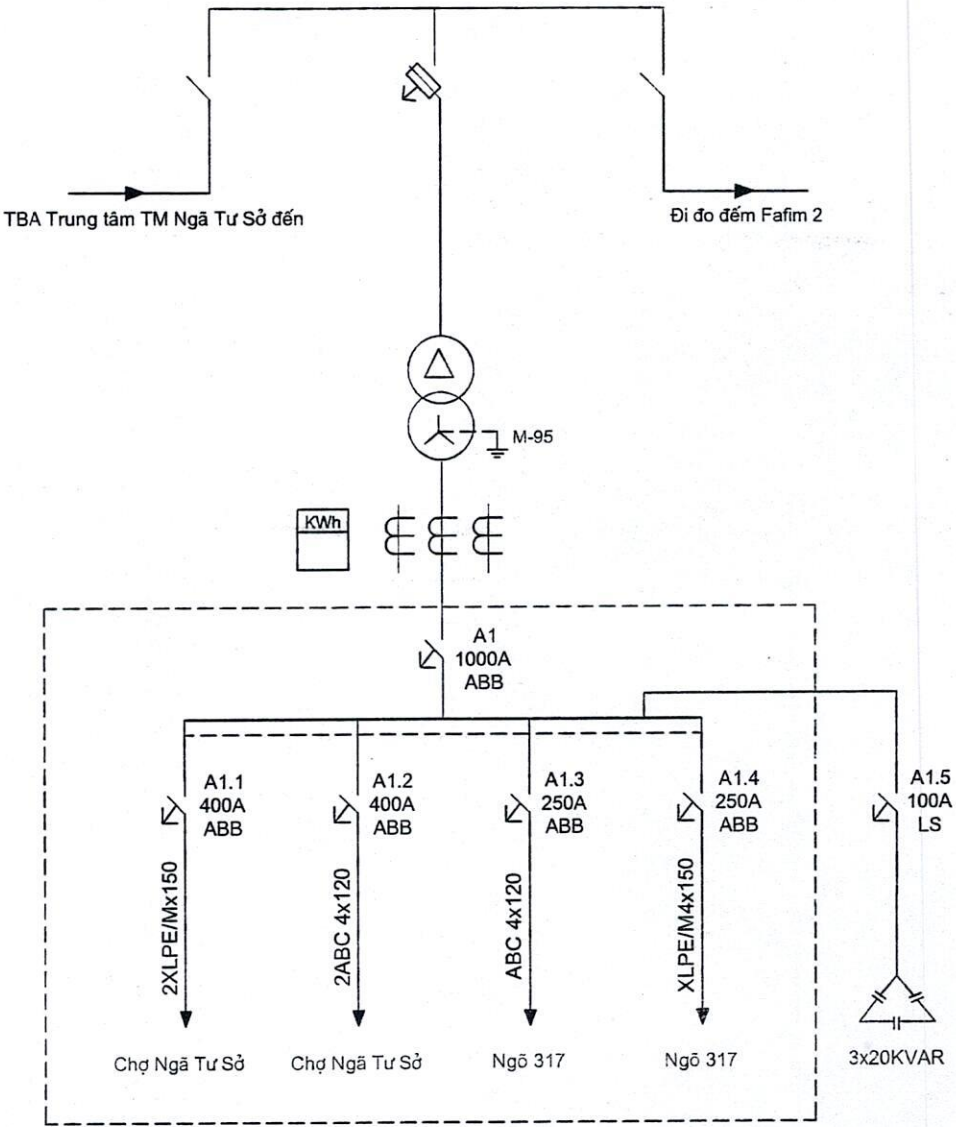 TBA Trung tâm TM Ngã Tư Sở đến
Đi đo đếm Fafim 2
M-95
KWh
A1
1000A
ABB
A1.1
400A
ABB
A1.2
400A
ABB
A1.3
250A
ABB
A1.4
250A
ABB
A1.5
100A
LS
2XLPE/Mx150
2ABC 4x120
ABC 4x120
XLPE/M4x150
Chợ Ngã Tư Sở
Chợ Ngã Tư Sở
Ngõ 317
Ngõ 317
3x20KVAR